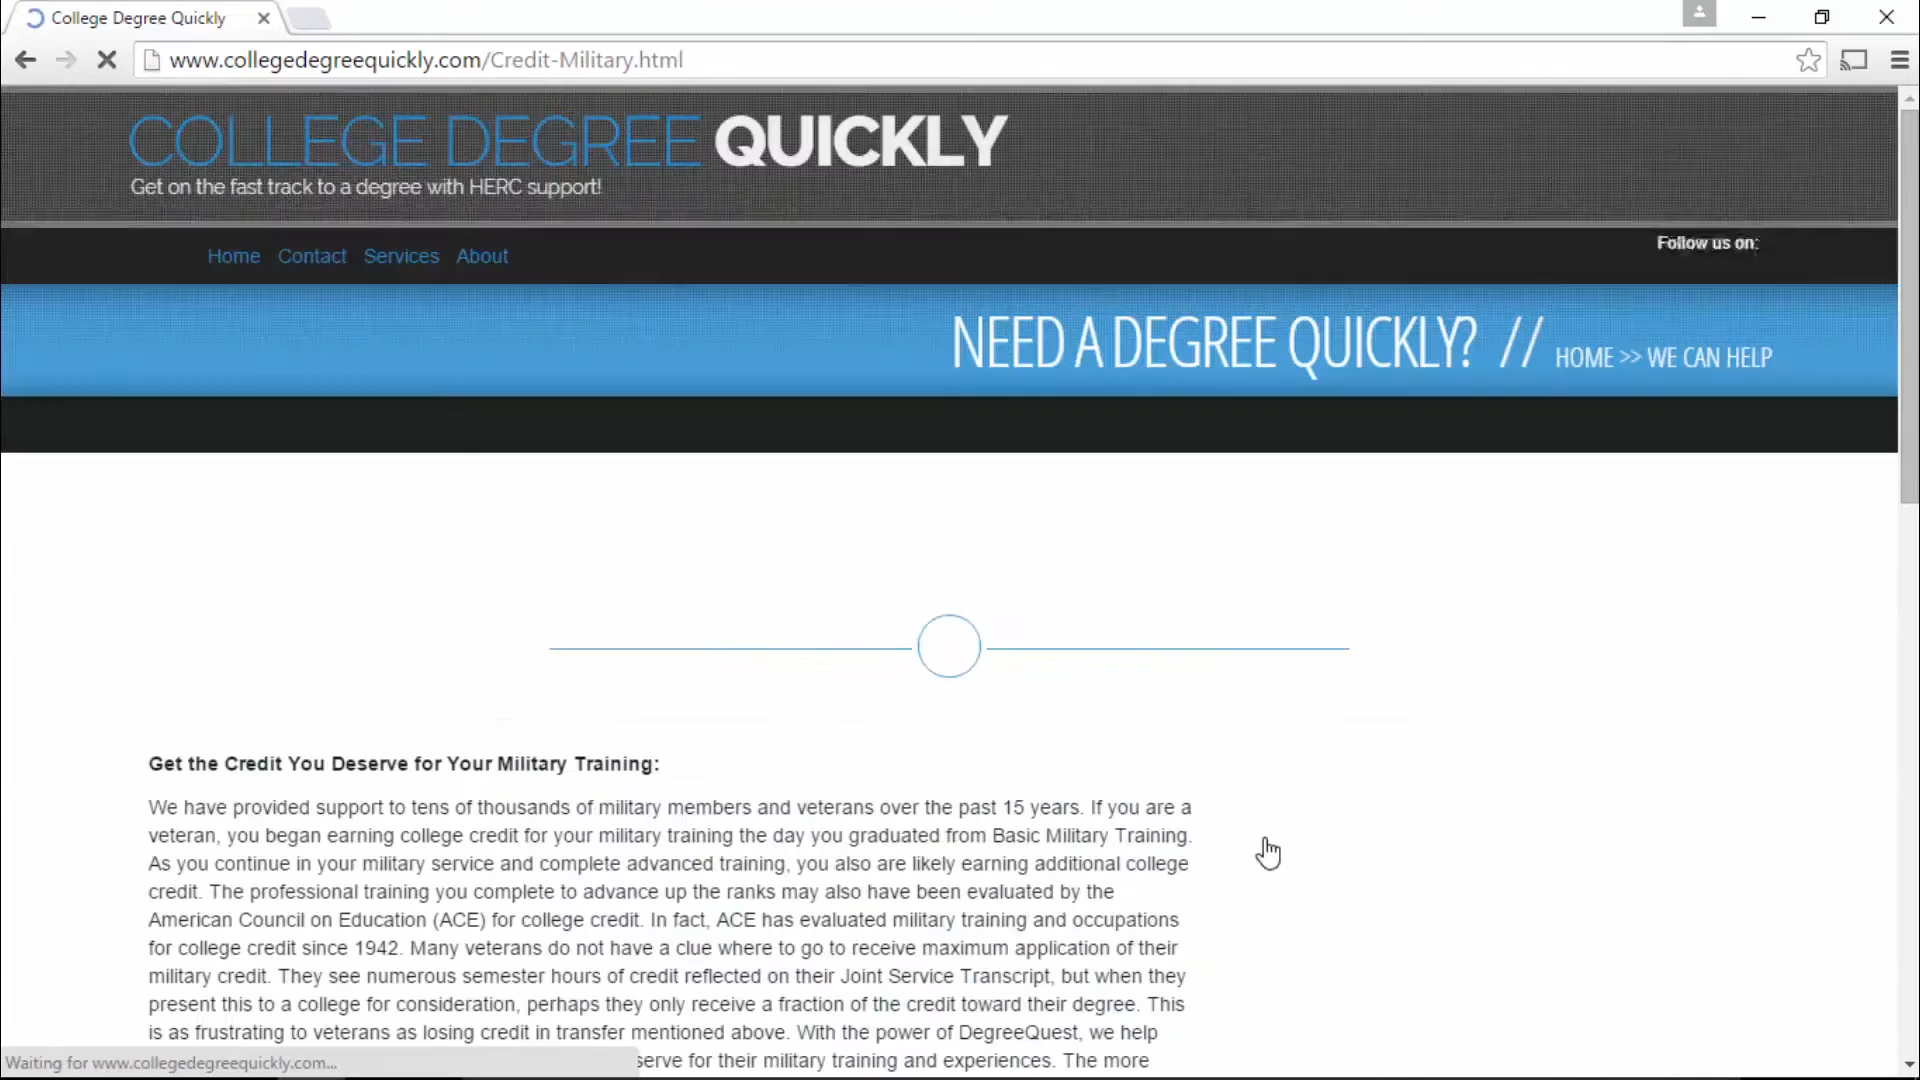 College Degree Quickly
www.collegedegreequickly.com/Credit-Military.html
COLLEGE DEGREE QUICKLY
Get on the fast track to a degree with HERC support!
Home Contact Services About
Follow us on:
NEED A DEGREE QUICKLY? // HOME >> WE CAN HELP
Get the Credit You Deserve for Your Military Training:
We have provided support to tens of thousands of military members and veterans over the past 15 years. If you are a
veteran, you began earning college credit for your military training the day you graduated from Basic Military Training.
As you continue in your military service and complete advanced training, you also are likely earning additional college
credit. The professional training you complete to advance up the ranks may also have been evaluated by the
American Council on Education (ACE) for college credit. In fact, ACE has evaluated military training and occupations
for college credit since 1942. Many veterans do not have a clue where to go to receive maximum application of their
military credit. They see numerous semester hours of credit reflected on their Joint Service Transcript, but when they
present this to a college for consideration, perhaps they only receive a fraction of the credit toward their degree. This
is as frustrating to veterans as losing credit in transfer mentioned above. With the power of DegreeQuest, we help
serve for their military training and experiences. The more
Waiting for www.collegedegreequickly.com...